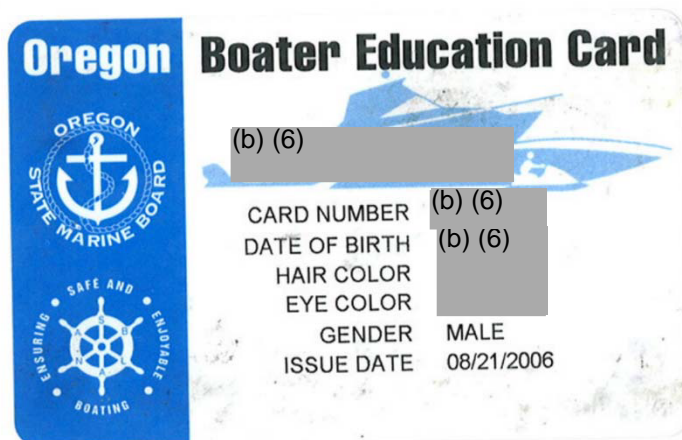 Oregon Boater Education Card
OREGON
STATE MARINE BOARD
(b) (6)
CARD NUMBER (b) (6)
DATE OF BIRTH (b) (6)
HAIR COLOR
EYE COLOR
GENDER MALE
ISSUE DATE 08/21/2006
ENSURING • SAFE AND • ENJOYABLE • BOATING •
N A S B L A